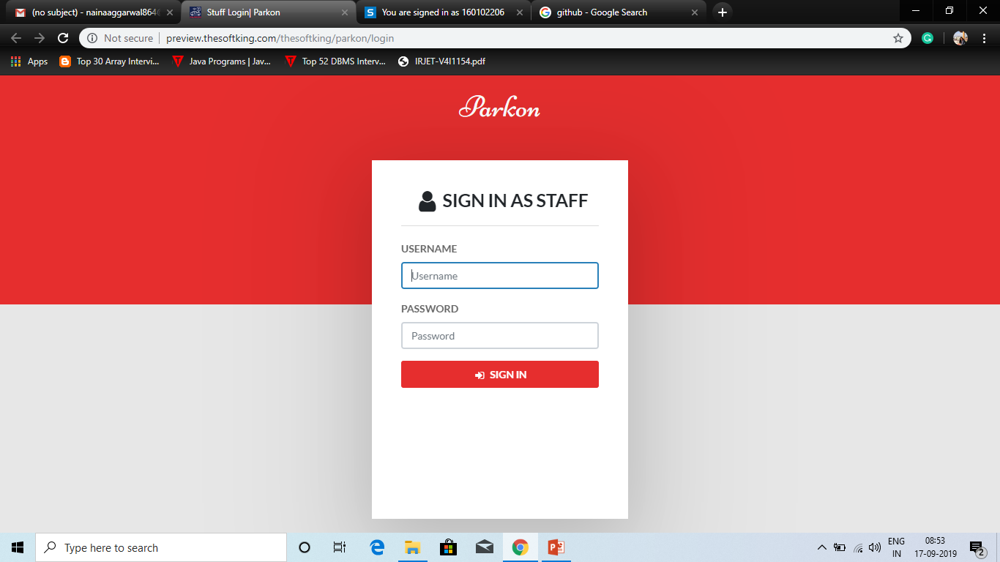 (no subject) - nainaaggarwal864
Stuff Login| Parkon
You are signed in as 160102206
github - Google Search
Not secure
preview.thesoftking.com/thesoftking/parkon/login
Apps
Top 30 Array Intervi...
Java Programs | Jav...
Top 52 DBMS Interv...
IRJET-V4I1154.pdf
Parkon
SIGN IN AS STAFF
USERNAME
Username
PASSWORD
Password
SIGN IN
Type here to search
ENG
IN
08:53
17-09-2019
2